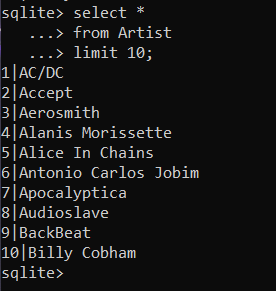 sqlite> select *
   ...> from Artist
   ...> limit 10;
1|AC/DC
2|Accept
3|Aerosmith
4|Alanis Morissette
5|Alice In Chains
6|Antonio Carlos Jobim
7|Apocalyptica
8|Audioslave
9|BackBeat
10|Billy Cobham
sqlite>